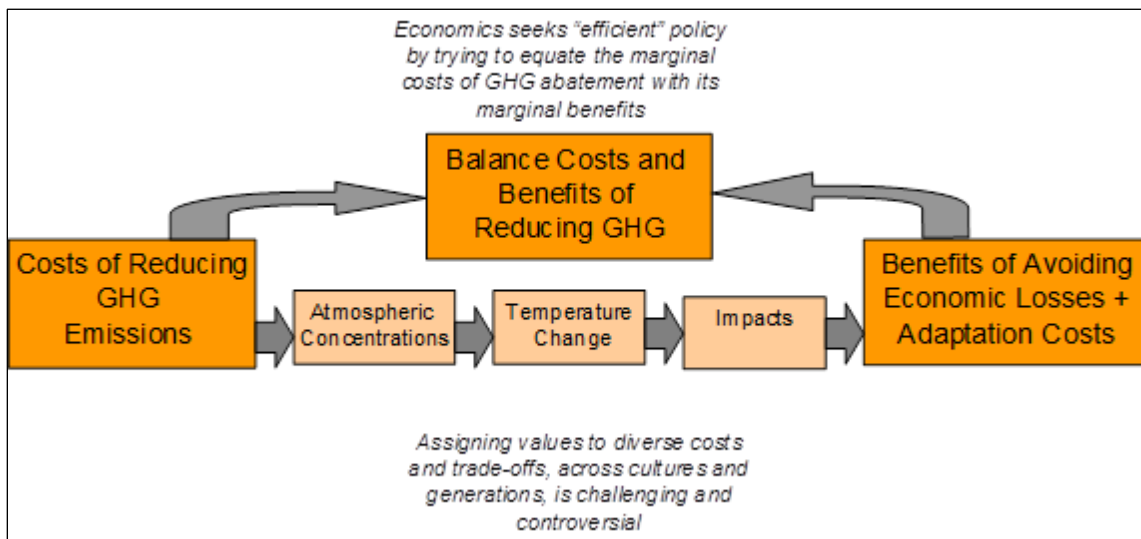 Economics seeks “efficient” policy
by trying to equate the marginal
costs of GHG abatement with its
marginal benefits
Balance Costs and
Benefits of
Reducing GHG
Costs of Reducing
GHG
Emissions
Atmospheric
Concentrations
Temperature
Change
Impacts
Benefits of Avoiding
Economic Losses +
Adaptation Costs
Assigning values to diverse costs
and trade-offs, across cultures and
generations, is challenging and
controversial